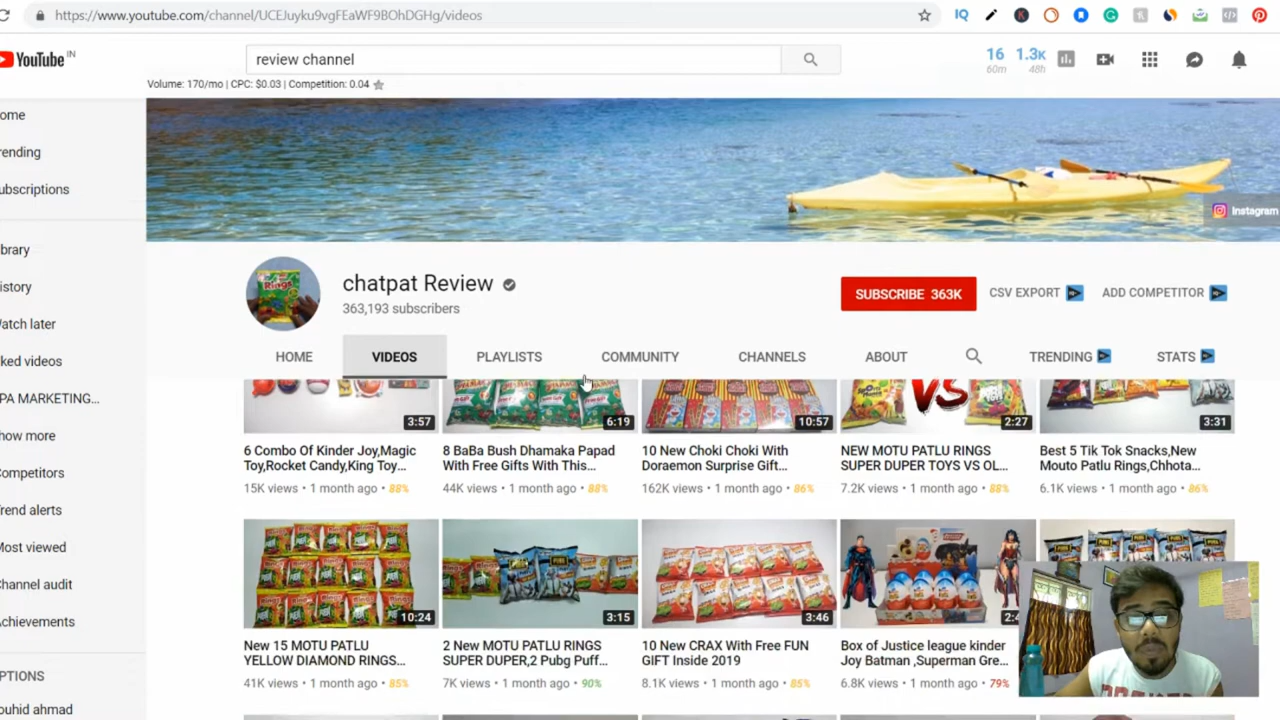 https://www.youtube.com/channel/UCEJuyku9vgFEaWF9BOhDGHg/videos
YouTube IN
review channel
16
60m
1.3K
48h
Volume: 170/mo | CPC: $0.03 | Competition: 0.04
ome
rending
ubscriptions
brary
istory
atch later
ked videos
PA MARKETING...
how more
ompetitors
rend alerts
ost viewed
hannel audit
chievements
PTIONS
ouhid ahmad
Instagram
chatpat Review
363,193 subscribers
SUBSCRIBE 363K
CSV EXPORT
ADD COMPETITOR
HOME
VIDEOS
PLAYLISTS
COMMUNITY
CHANNELS
ABOUT
TRENDING
STATS
3:57
6:19
10:57
VS
2:27
3:31
6 Combo Of Kinder Joy,Magic
Toy,Rocket Candy,King Toy...
15K views • 1 month ago • 88%
8 BaBa Bush Dhamaka Papad
With Free Gifts With This...
44K views • 1 month ago • 88%
10 New Choki Choki With
Doraemon Surprise Gift...
162K views • 1 month ago • 86%
NEW MOTU PATLU RINGS
SUPER DUPER TOYS VS OL...
7.2K views • 1 month ago • 88%
Best 5 Tik Tok Snacks,New
Mouto Patlu Rings,Chhota...
6.1K views • 1 month ago • 86%
10:24
3:15
3:46
New 15 MOTU PATLU
YELLOW DIAMOND RINGS...
41K views • 1 month ago • 85%
2 New MOTU PATLU RINGS
SUPER DUPER,2 Pubg Puff...
7K views • 1 month ago • 90%
10 New CRAX With Free FUN
GIFT Inside 2019
8.1K views • 1 month ago • 85%
Box of Justice league kinder
Joy Batman ,Superman Gre...
6.8K views • 1 month ago • 79%